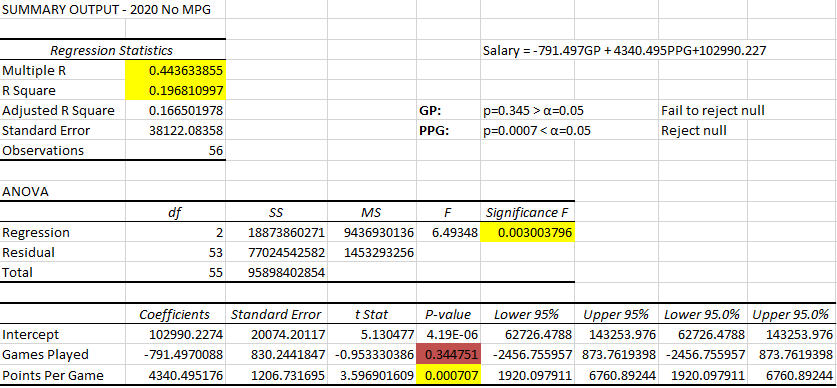 SUMMARY OUTPUT - 2020 No MPG
Regression Statistics Salary = -791.497GP + 4340.495PPG+102990.227
Multiple R 0.443633855
R Square 0.196810997
Adjusted R Square 0.166501978 GP: p=0.345 > α=0.05 Fail to reject null
Standard Error 38122.08358 PPG: p=0.0007 < α=0.05 Reject null
Observations 56
ANOVA
df SS MS F Significance F
Regression 2 18873860271 9436930136 6.49348 0.003003796
Residual 53 77024542582 1453293256
Total 55 95898402854
Coefficients Standard Error t Stat P-value Lower 95% Upper 95% Lower 95.0% Upper 95.0%
Intercept 102990.2274 20074.20117 5.130477 4.19E-06 62726.4788 143253.976 62726.4788 143253.976
Games Played -791.4970088 830.2441847 -0.953330386 0.344751 -2456.755957 873.7619398 -2456.755957 873.7619398
Points Per Game 4340.495176 1206.731695 3.596901609 0.000707 1920.097911 6760.89244 1920.097911 6760.89244